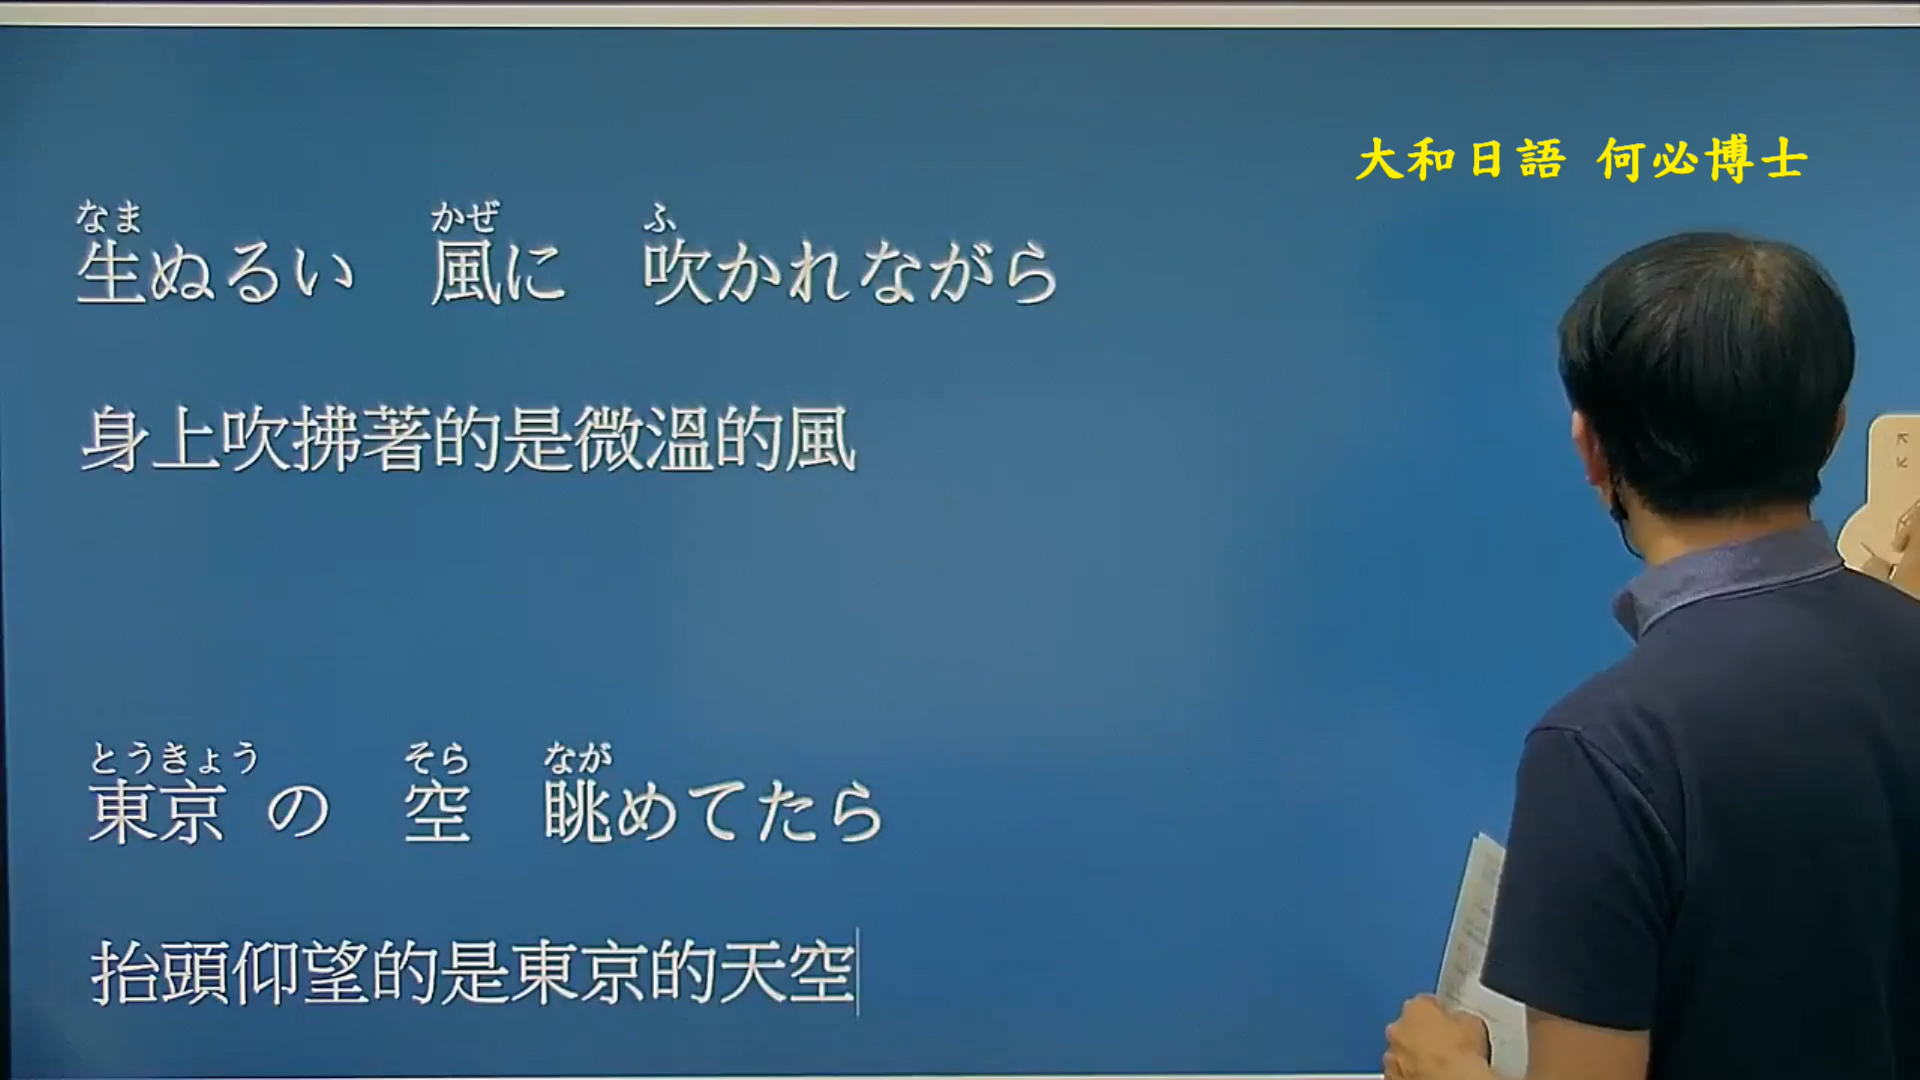 大和日語 何必博士
なま かぜ ふ
生ぬるい 風に 吹かれながら
身上吹拂著的是微溫的風
とうきょう そら なが
東京の 空 眺めてたら
抬頭仰望的是東京的天空